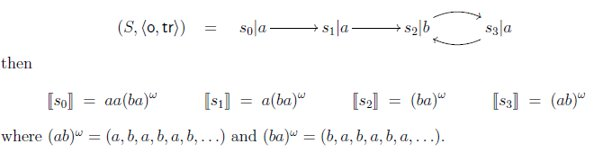 (S, ⟨o, tr⟩) = s₀|a ⟶ s₁|a ⟶ s₂|b s₃|a
then
⟦s₀⟧ = aa(ba)^ω ⟦s₁⟧ = a(ba)^ω ⟦s₂⟧ = (ba)^ω ⟦s₃⟧ = (ab)^ω
where (ab)^ω = (a, b, a, b, a, b, …) and (ba)^ω = (b, a, b, a, b, a, …).